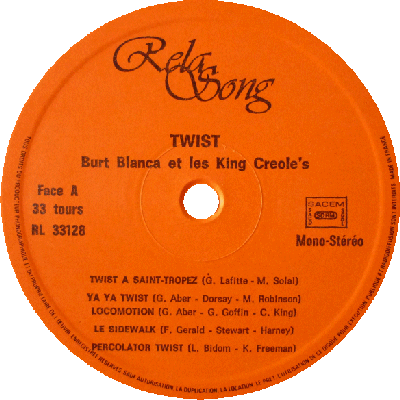 Rela Song
TWIST
Burt Blanca et les King Creole's
Face A
33 tours
RL 33128
SACEM
Mono-Stéréo
TWIST A SAINT-TROPEZ (G. Lafitte - M. Solal)
YA YA TWIST (G. Aber - Dorsay - M. Robinson)
LOCOMOTION (G. Aber - G. Goffin - C. King)
LE SIDEWALK (F. Gerald - Stewart - Harney)
PERCOLATOR TWIST (L. Bidom - K. Freeman)